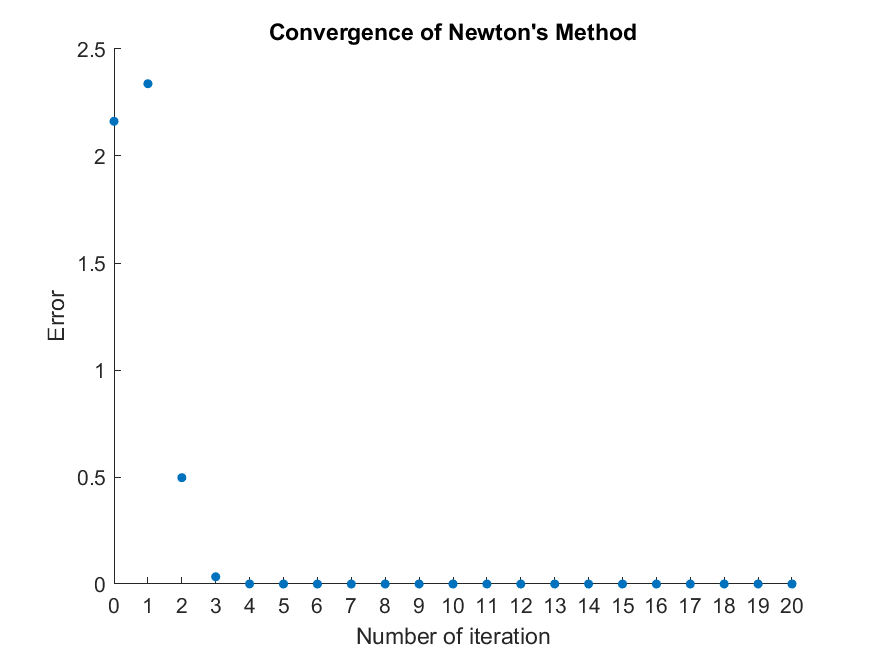 Convergence of Newton's Method
2.5
2
1.5
1
0.5
0
Error
0 1 2 3 4 5 6 7 8 9 10 11 12 13 14 15 16 17 18 19 20
Number of iteration